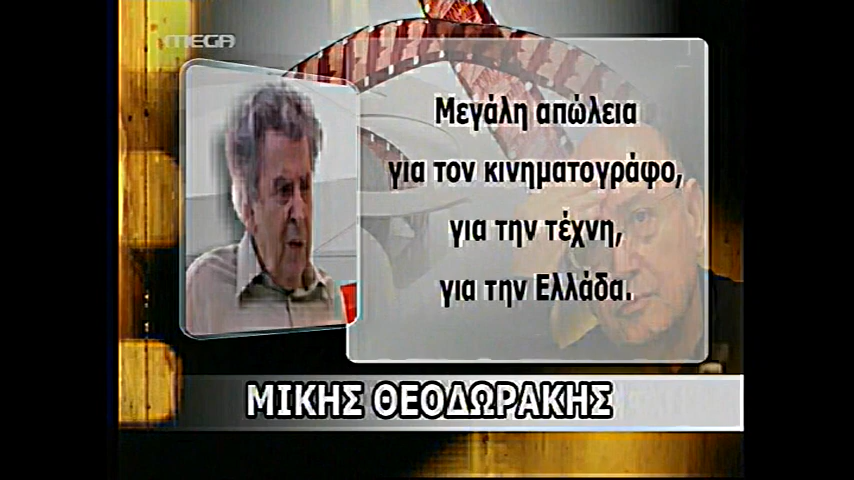 MEGA
Μεγάλη απώλεια
για τον κινηματογράφο,
για την τέχνη,
για την Ελλάδα.
ΜΙΚΗΣ ΘΕΟΔΩΡΑΚΗΣ